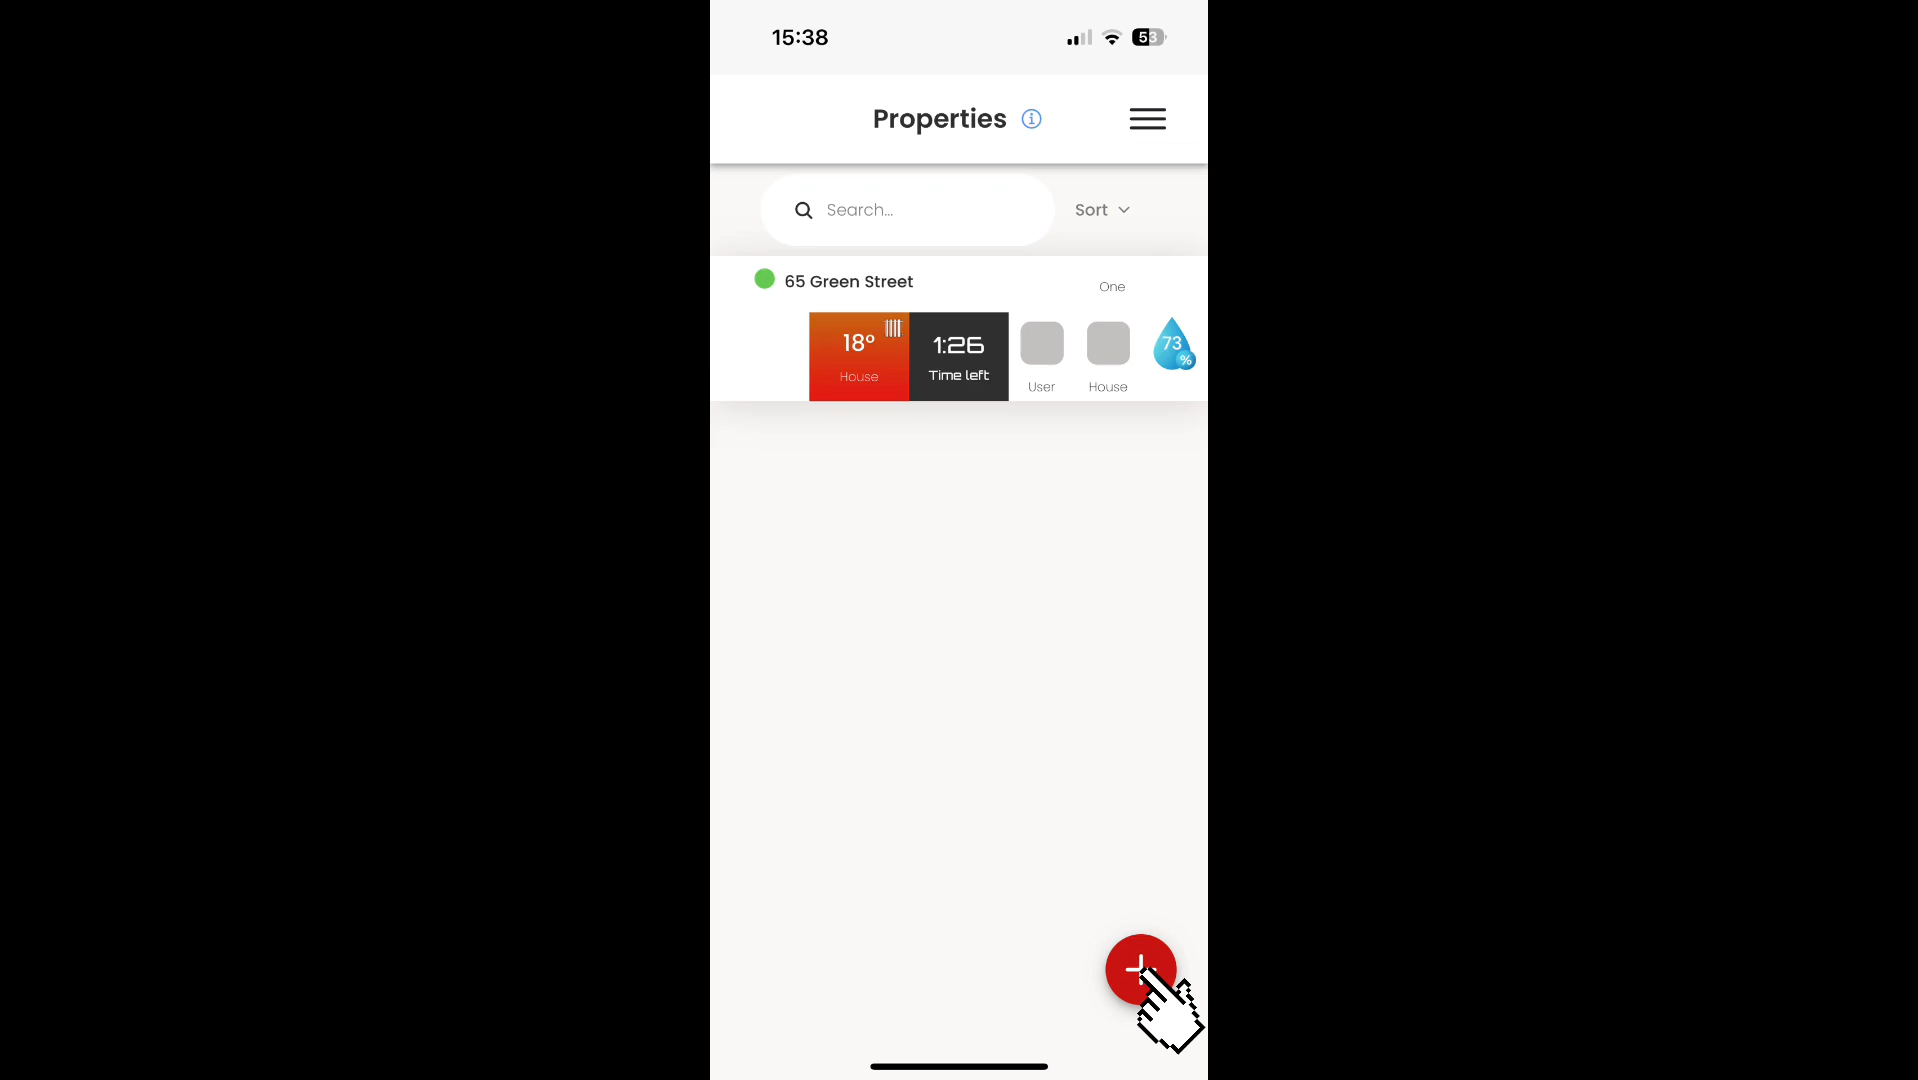 15:38
53
Properties
Search...
Sort
65 Green Street
One
18°
House
1:26
Time left
User
House
73
%